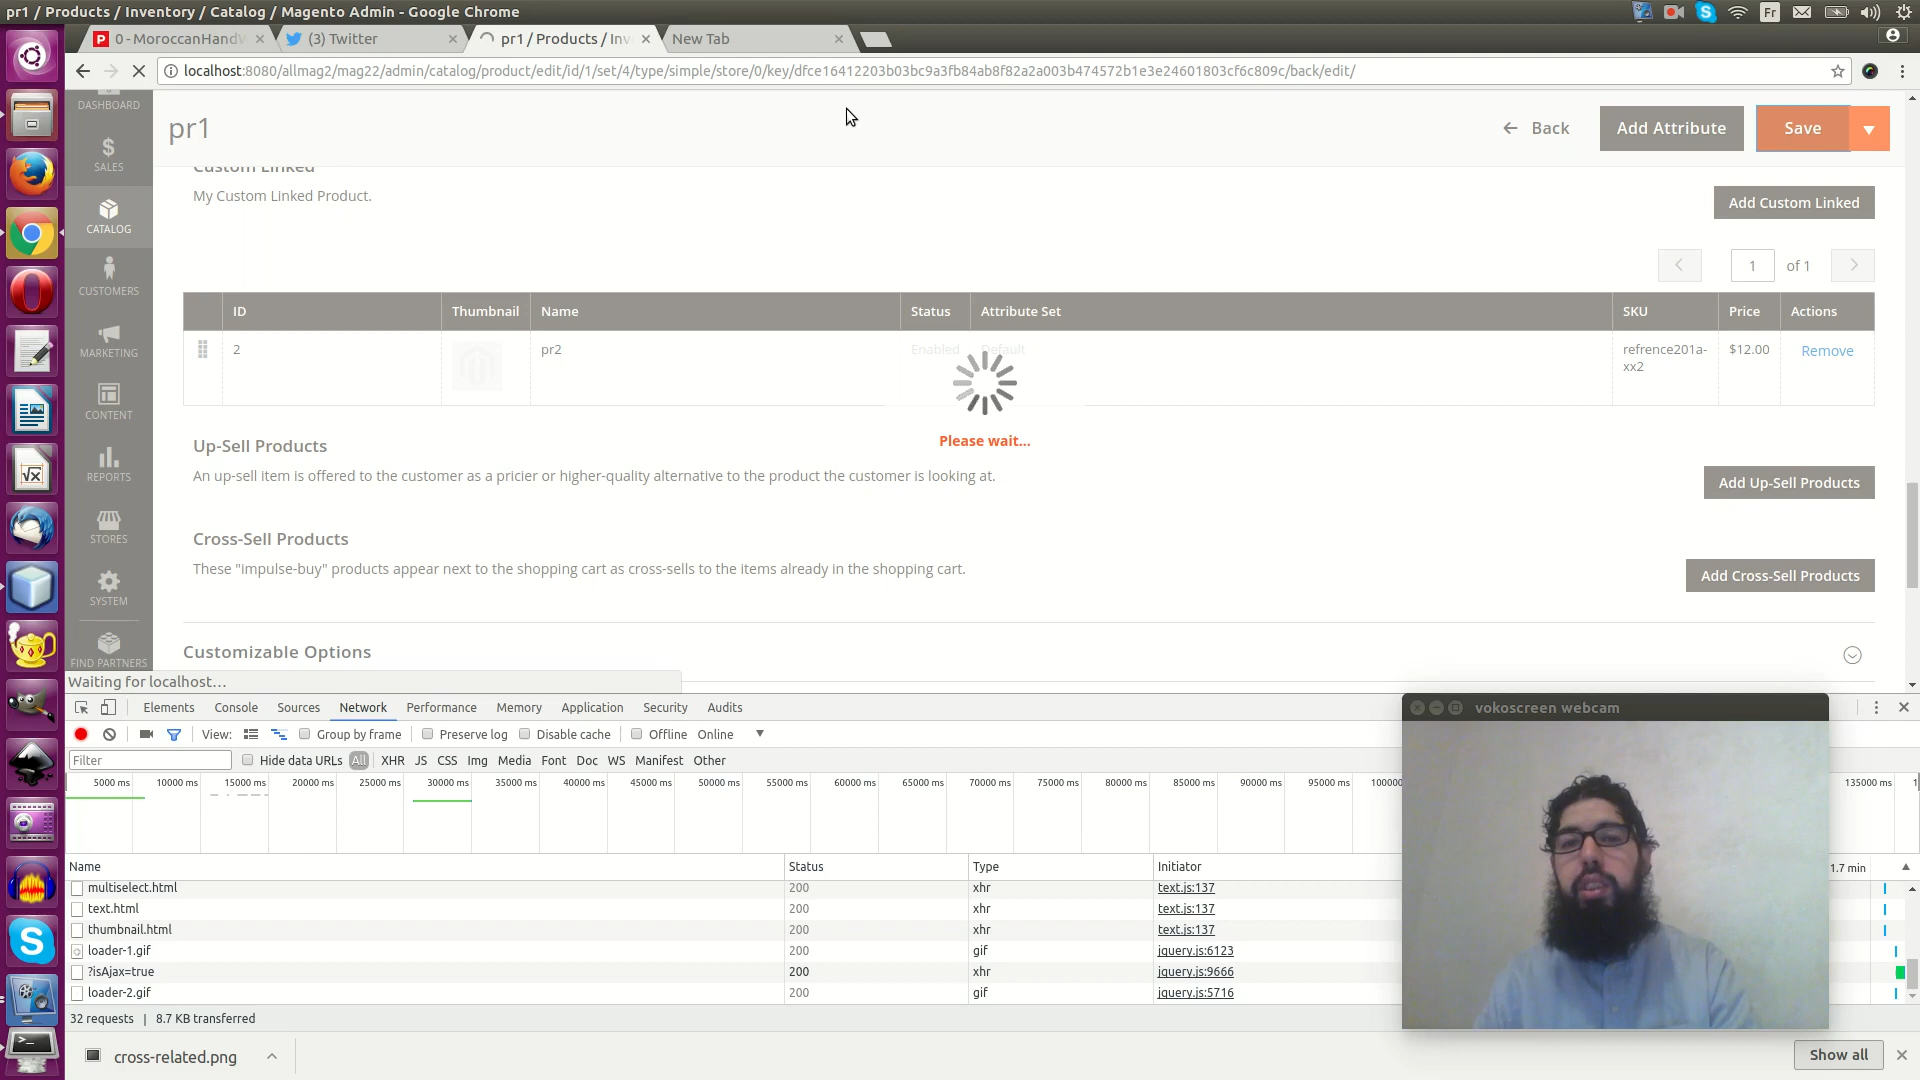 pr1 / Products / Inventory / Catalog / Magento Admin - Google Chrome
Fr
0 - MoroccanHandW
(3) Twitter
pr1 / Products / Inv
New Tab
localhost:8080/allmag2/mag22/admin/catalog/product/edit/id/1/set/4/type/simple/store/0/key/dfce16412203b03bc9a3fb84ab8f82a2a003b474572b1e3e24601803cf6c809c/back/edit/
DASHBOARD
SALES
CATALOG
CUSTOMERS
MARKETING
CONTENT
REPORTS
STORES
SYSTEM
FIND PARTNERS
pr1
Back
Add Attribute
Save
Custom Linked
My Custom Linked Product.
Add Custom Linked
1 of 1
ID Thumbnail Name Status Attribute Set SKU Price Actions
2 pr2 Enabled Default refrence201a- $12.00 Remove
xx2
Please wait...
Up-Sell Products
An up-sell item is offered to the customer as a pricier or higher-quality alternative to the product the customer is looking at.
Add Up-Sell Products
Cross-Sell Products
These "impulse-buy" products appear next to the shopping cart as cross-sells to the items already in the shopping cart.
Add Cross-Sell Products
Customizable Options
Waiting for localhost...
Elements Console Sources Network Performance Memory Application Security Audits
vokoscreen webcam
View: Group by frame Preserve log Disable cache Offline Online
Filter Hide data URLs All XHR JS CSS Img Media Font Doc WS Manifest Other
5000 ms 10000 ms 15000 ms 20000 ms 25000 ms 30000 ms 35000 ms 40000 ms 45000 ms 50000 ms 55000 ms 60000 ms 65000 ms 70000 ms 75000 ms 80000 ms 85000 ms 90000 ms 95000 ms 10000 135000 ms 1
Name Status Type Initiator 1.7 min
multiselect.html 200 xhr text.js:137
text.html 200 xhr text.js:137
thumbnail.html 200 xhr text.js:137
loader-1.gif 200 gif jquery.js:6123
?isAjax=true 200 xhr jquery.js:9666
loader-2.gif 200 gif jquery.js:5716
32 requests | 8.7 KB transferred
cross-related.png
Show all